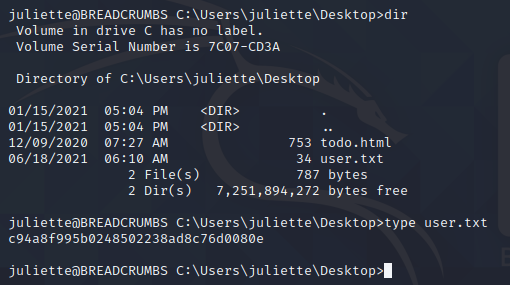 juliette@BREADCRUMBS C:\Users\juliette\Desktop>dir
 Volume in drive C has no label.
 Volume Serial Number is 7C07-CD3A

 Directory of C:\Users\juliette\Desktop

01/15/2021  05:04 PM    <DIR>          .
01/15/2021  05:04 PM    <DIR>          ..
12/09/2020  07:27 AM               753 todo.html
06/18/2021  06:10 AM                34 user.txt
               2 File(s)            787 bytes
               2 Dir(s)   7,251,894,272 bytes free

juliette@BREADCRUMBS C:\Users\juliette\Desktop>type user.txt
c94a8f995b0248502238ad8c76d0080e

juliette@BREADCRUMBS C:\Users\juliette\Desktop>